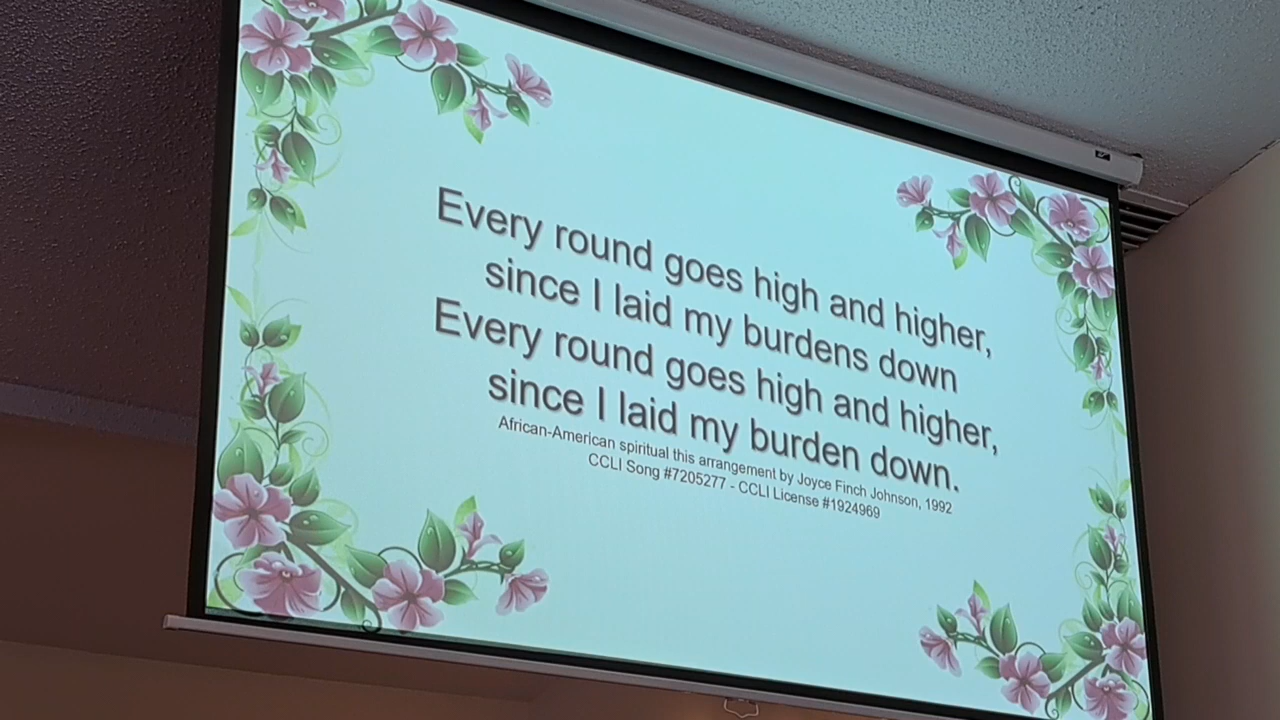 Every round goes high and higher,
since I laid my burdens down
Every round goes high and higher,
since I laid my burden down.
African-American spiritual this arrangement by Joyce Finch Johnson, 1992
CCLI Song #7205277 - CCLI License #1924969